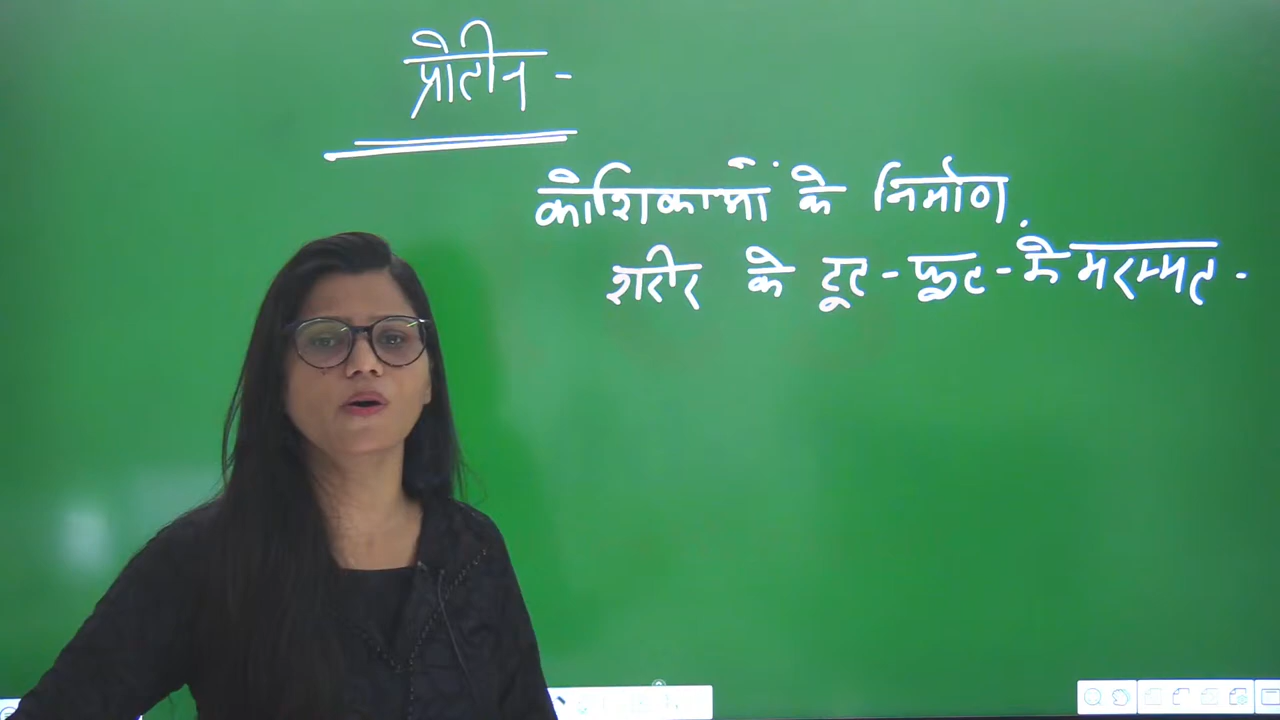 प्रोटीन -
कोशिकाओं के निर्माण.
शरीर के टूट-फूट-में मरम्मत -